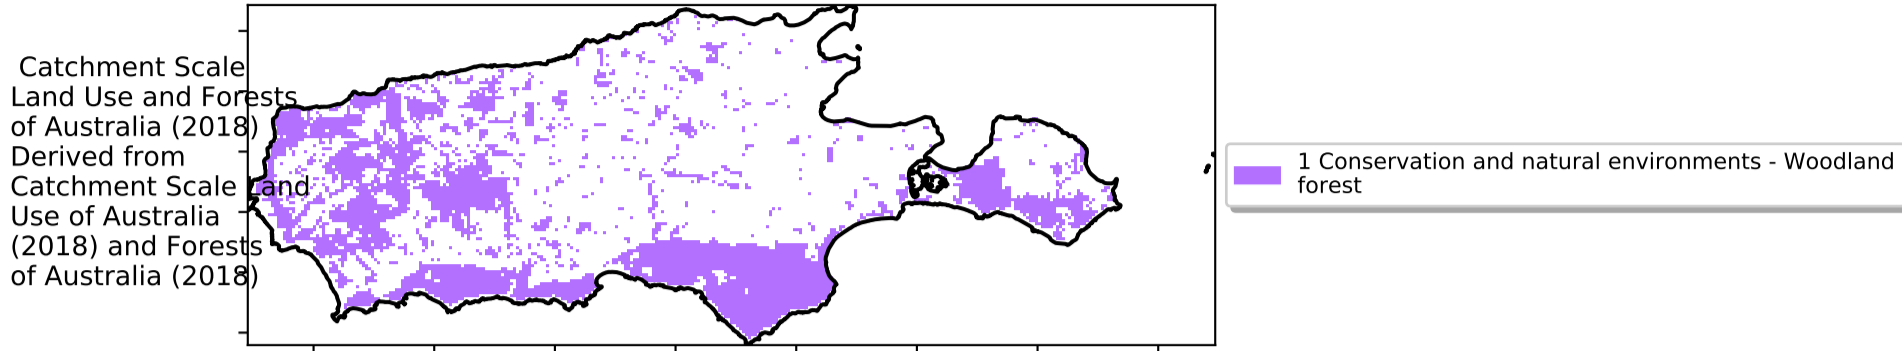 Catchment Scale
Land Use and Forests
of Australia (2018)
Derived from
Catchment Scale Land
Use of Australia
(2018) and Forests
of Australia (2018)
1 Conservation and natural environments - Woodland
forest